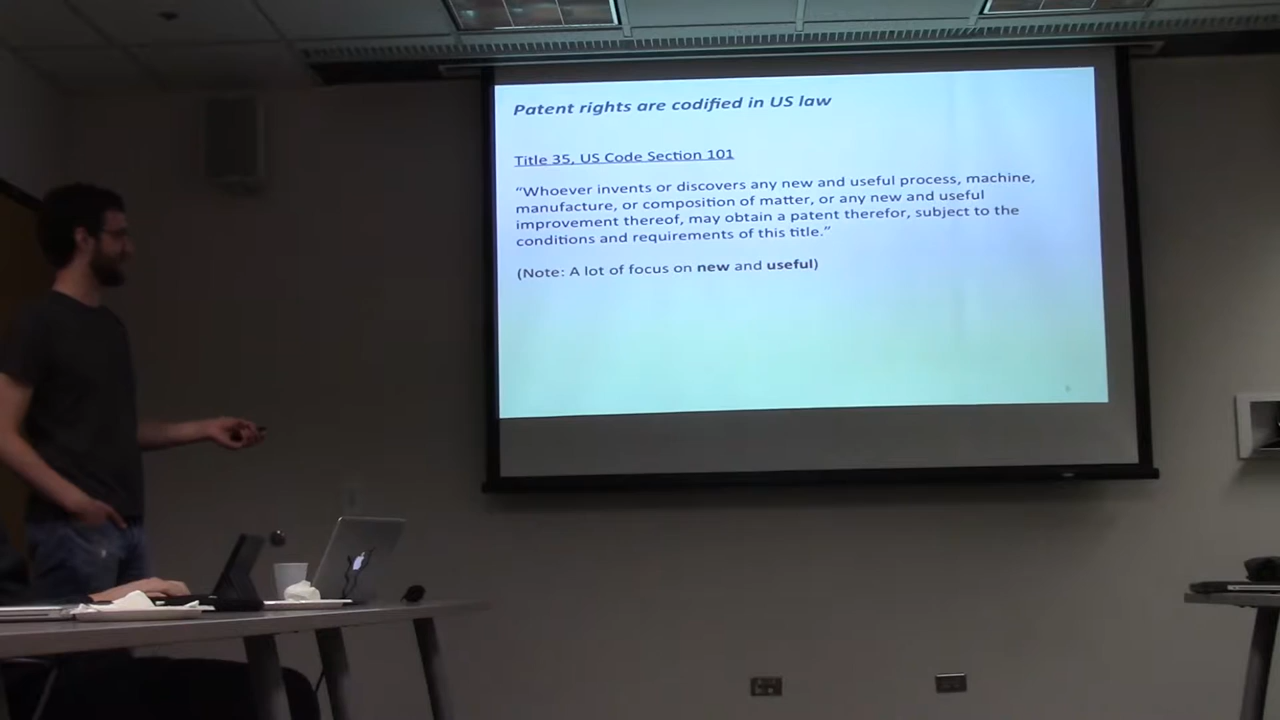 Patent rights are codified in US law
Title 35, US Code Section 101
“Whoever invents or discovers any new and useful process, machine,
manufacture, or composition of matter, or any new and useful
improvement thereof, may obtain a patent therefor, subject to the
conditions and requirements of this title.”
(Note: A lot of focus on new and useful)